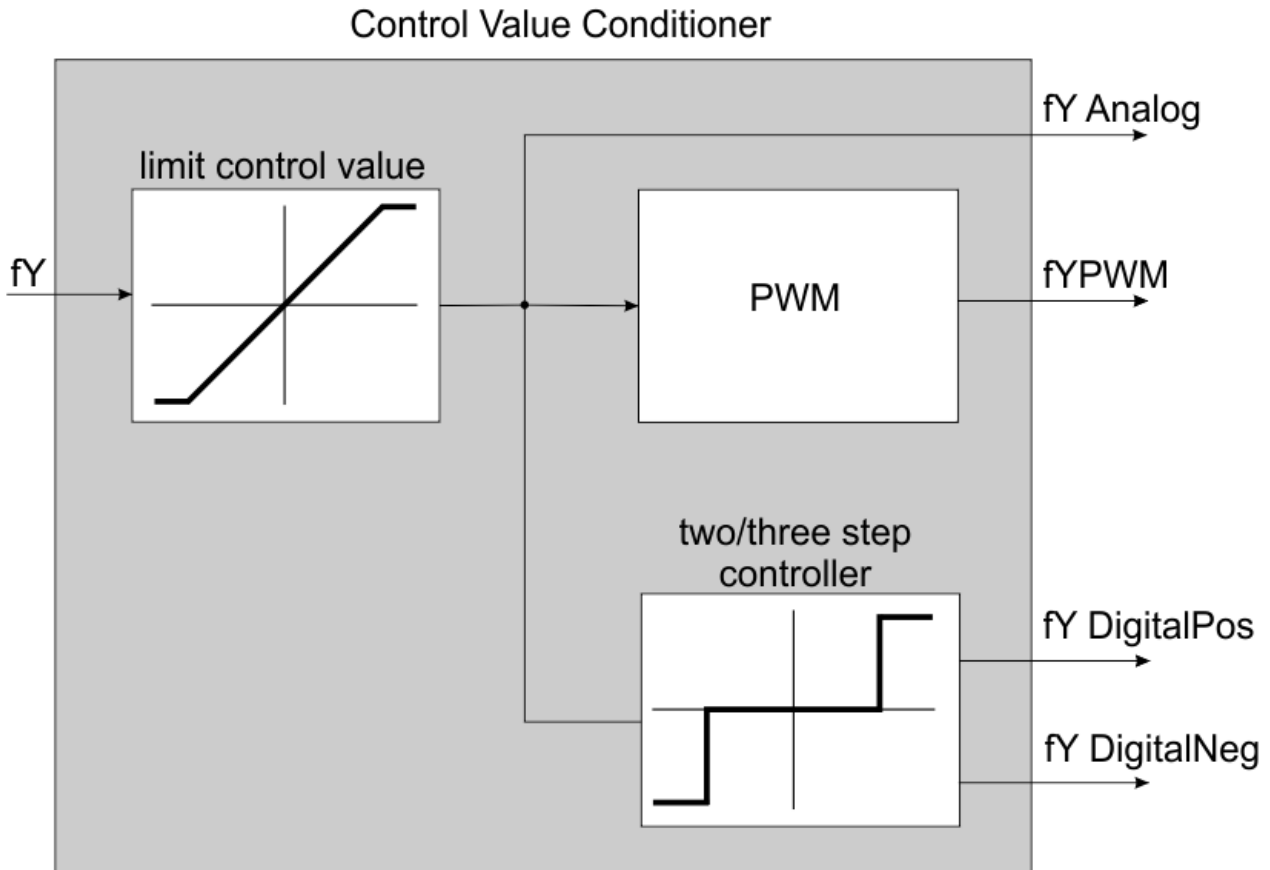 Control Value Conditioner
fY Analog
limit control value
fY
PWM
fYPWM
two/three step
controller
fY DigitalPos
fY DigitalNeg